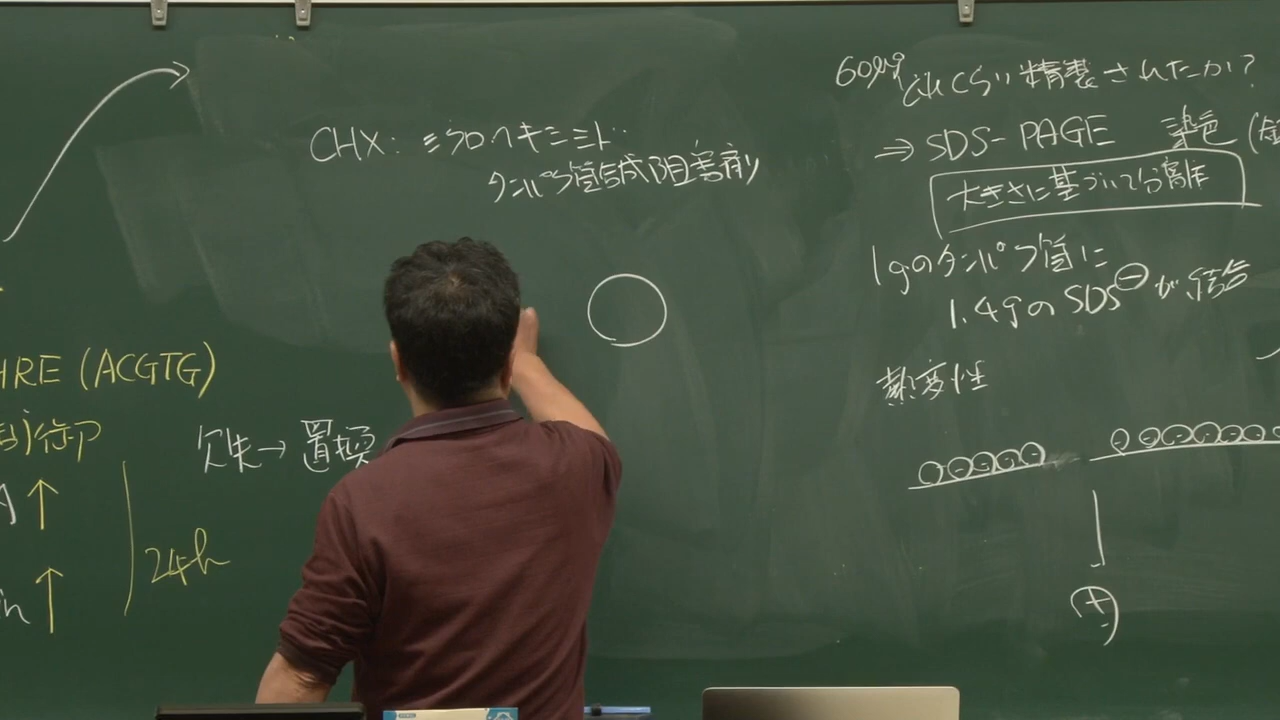 HRE (ACGTG)
御
欠失→置換
↑
24h
↑
CHX: シクロヘキシミド
タンパク質合成阻害剤
60μg どれくらい精製されたか?
⇒ SDS-PAGE 染色 (
大きさに基づいて分離
1gのタンパク質に
1.4gのSDS⊖が結合
熱変性
⊕